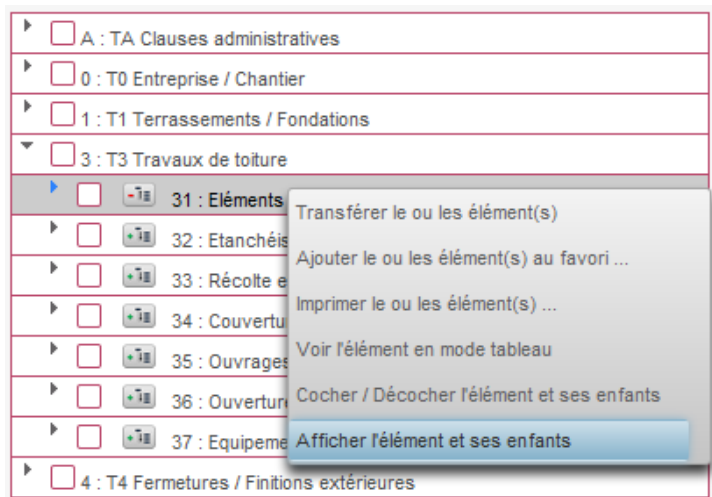 A : TA Clauses administratives
0 : T0 Entreprise / Chantier
1 : T1 Terrassements / Fondations
3 : T3 Travaux de toiture
31 : Eléments
32 : Etanchéis
33 : Récolte e
34 : Couvertu
35 : Ouvrages
36 : Ouverture
37 : Equipeme
4 : T4 Fermetures / Finitions extérieures
Transférer le ou les élément(s)
Ajouter le ou les élément(s) au favori ...
Imprimer le ou les élément(s) ...
Voir l'élément en mode tableau
Cocher / Décocher l'élément et ses enfants
Afficher l'élément et ses enfants